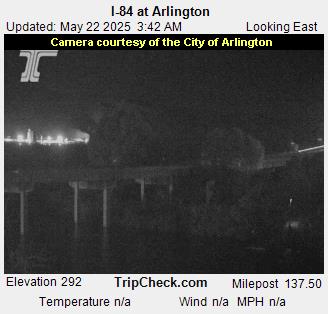 I-84 at Arlington
Updated: May 22 2025 3:42 AM Looking East
Camera courtesy of the City of Arlington
Elevation 292 TripCheck.com Milepost 137.50
Temperature n/a Wind n/a MPH n/a